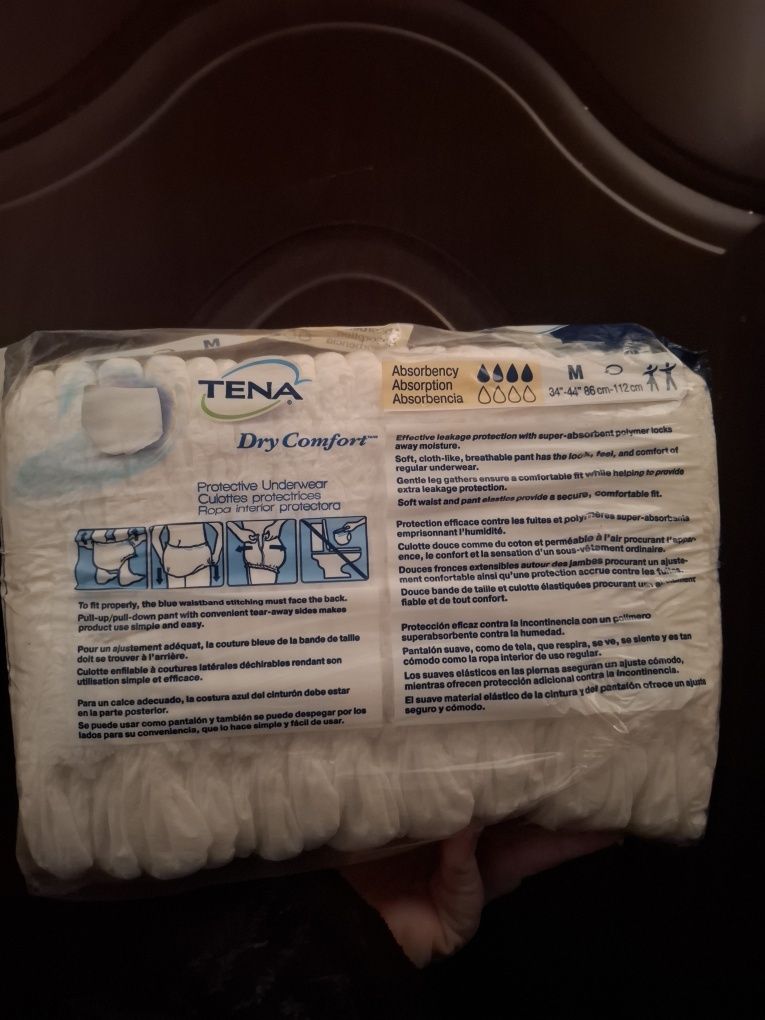 M
TENA®
Dry Comfort™
Protective Underwear
Culottes protectrices
Ropa interior protectora
To fit properly, the blue waistband stitching must face the back.
Pull-up/pull-down pant with convenient tear-away sides makes
product use simple and easy.
Pour un ajustement adéquat, la couture bleue de la bande de taille
doit se trouver à l'arrière.
Culotte enfilable à coutures latérales déchirables rendant son
utilisation simple et efficace.
Para un calce adecuado, la costura azul del cinturón debe estar
en la parte posterior.
Se puede usar como pantalón y también se puede despegar por los
lados para su conveniencia, que lo hace simple y fácil de usar.
Absorbency
Absorption
Absorbencia
M
34"-44" 86 cm-112 cm
Effective leakage protection with super-absorbent polymer locks
away moisture.
Soft, cloth-like, breathable pant has the look, feel, and comfort of
regular underwear.
Gentle leg gathers ensure a comfortable fit while helping to provide
extra leakage protection.
Soft waist and pant elastics provide a secure, comfortable fit.
Protection efficace contre les fuites et polymères super-absorbants
emprisonnant l'humidité.
Culotte douce comme du coton et perméable à l'air procurant l'appar-
ence, le confort et la sensation d'un sous-vêtement ordinaire.
Douces fronces extensibles autour des jambes procurant un ajuste-
ment confortable ainsi qu'une protection accrue contre les fuites.
Douce bande de taille et culotte élastiquées procurant un ajustement
fiable et de tout confort.
Protección eficaz contra la incontinencia con un polímero
superabsorbente contra la humedad.
Pantalón suave, como de tela, que respira, se ve, se siente y es tan
cómodo como la ropa interior de uso regular.
Los suaves elásticos en las piernas aseguran un ajuste cómodo,
mientras ofrecen protección adicional contra la incontinencia.
El suave material elástico de la cintura y del pantalón ofrece un ajuste
seguro y cómodo.